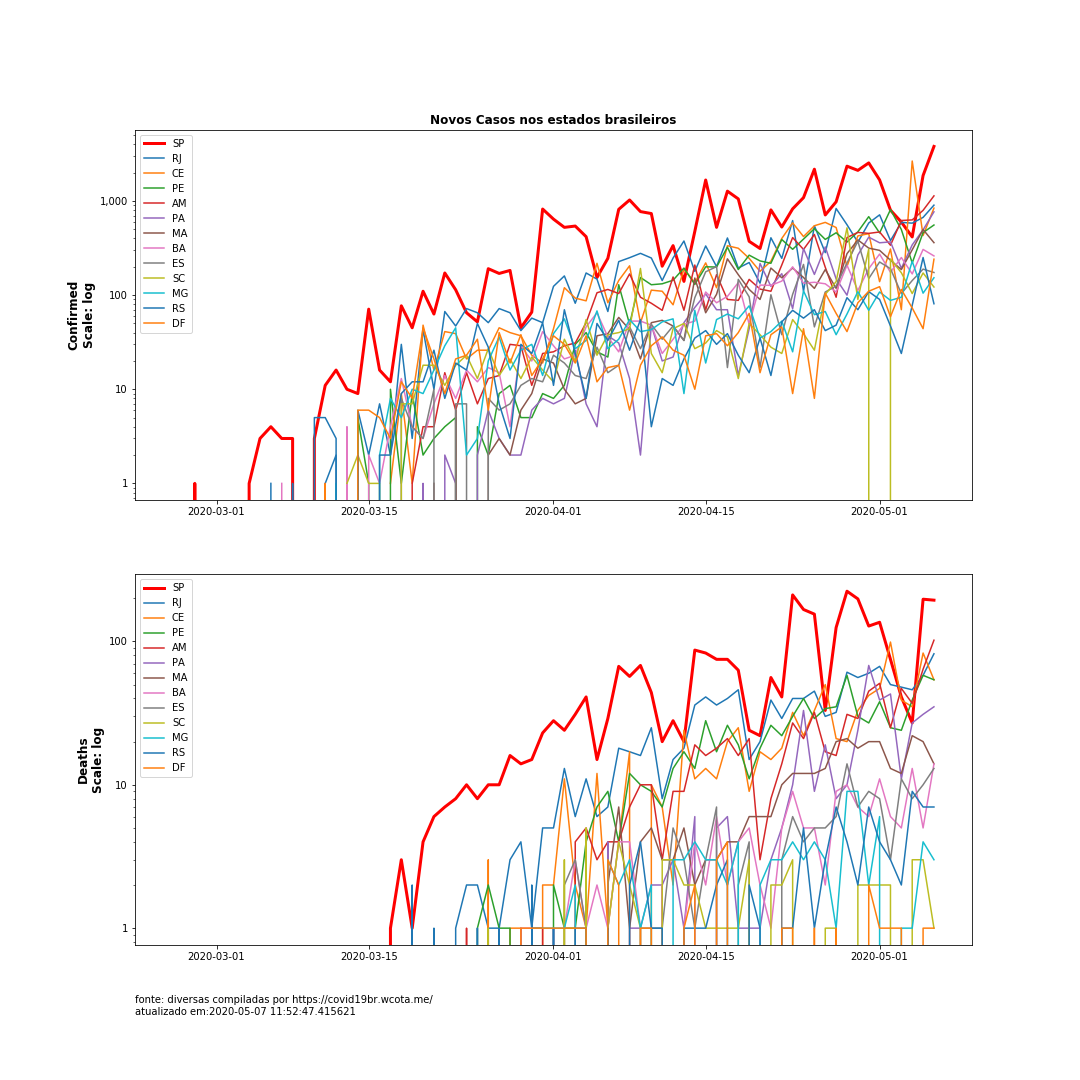 Novos Casos nos estados brasileiros
Confirmed
Scale: log
1,000
100
10
1
SP
RJ
CE
PE
AM
PA
MA
BA
ES
SC
MG
RS
DF
2020-03-01
2020-03-15
2020-04-01
2020-04-15
2020-05-01
Deaths
Scale: log
100
10
1
SP
RJ
CE
PE
AM
PA
MA
BA
ES
SC
MG
RS
DF
2020-03-01
2020-03-15
2020-04-01
2020-04-15
2020-05-01
fonte: diversas compiladas por https://covid19br.wcota.me/
atualizado em:2020-05-07 11:52:47.415621